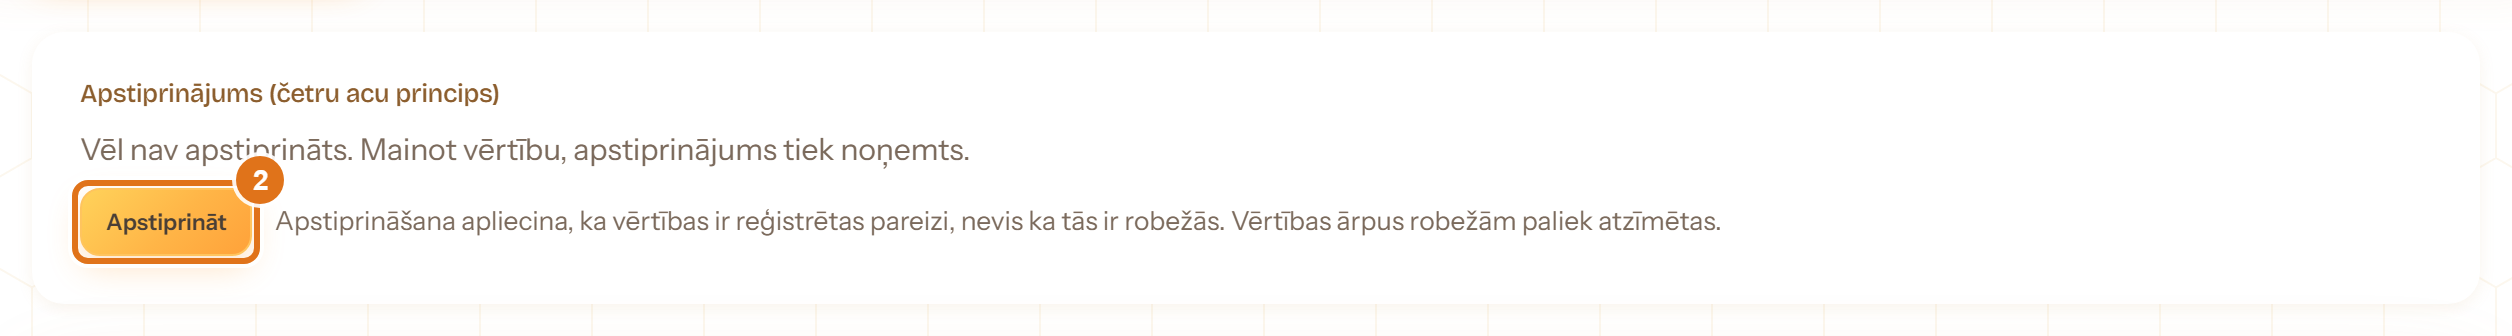 Apstiprinājums (četru acu princips)
Vēl nav apstiprināts. Mainot vērtību, apstiprinājums tiek noņemts.
2
Apstiprināt
Apstiprināšana apliecina, ka vērtības ir reģistrētas pareizi, nevis ka tās ir robežās. Vērtības ārpus robežām paliek atzīmētas.